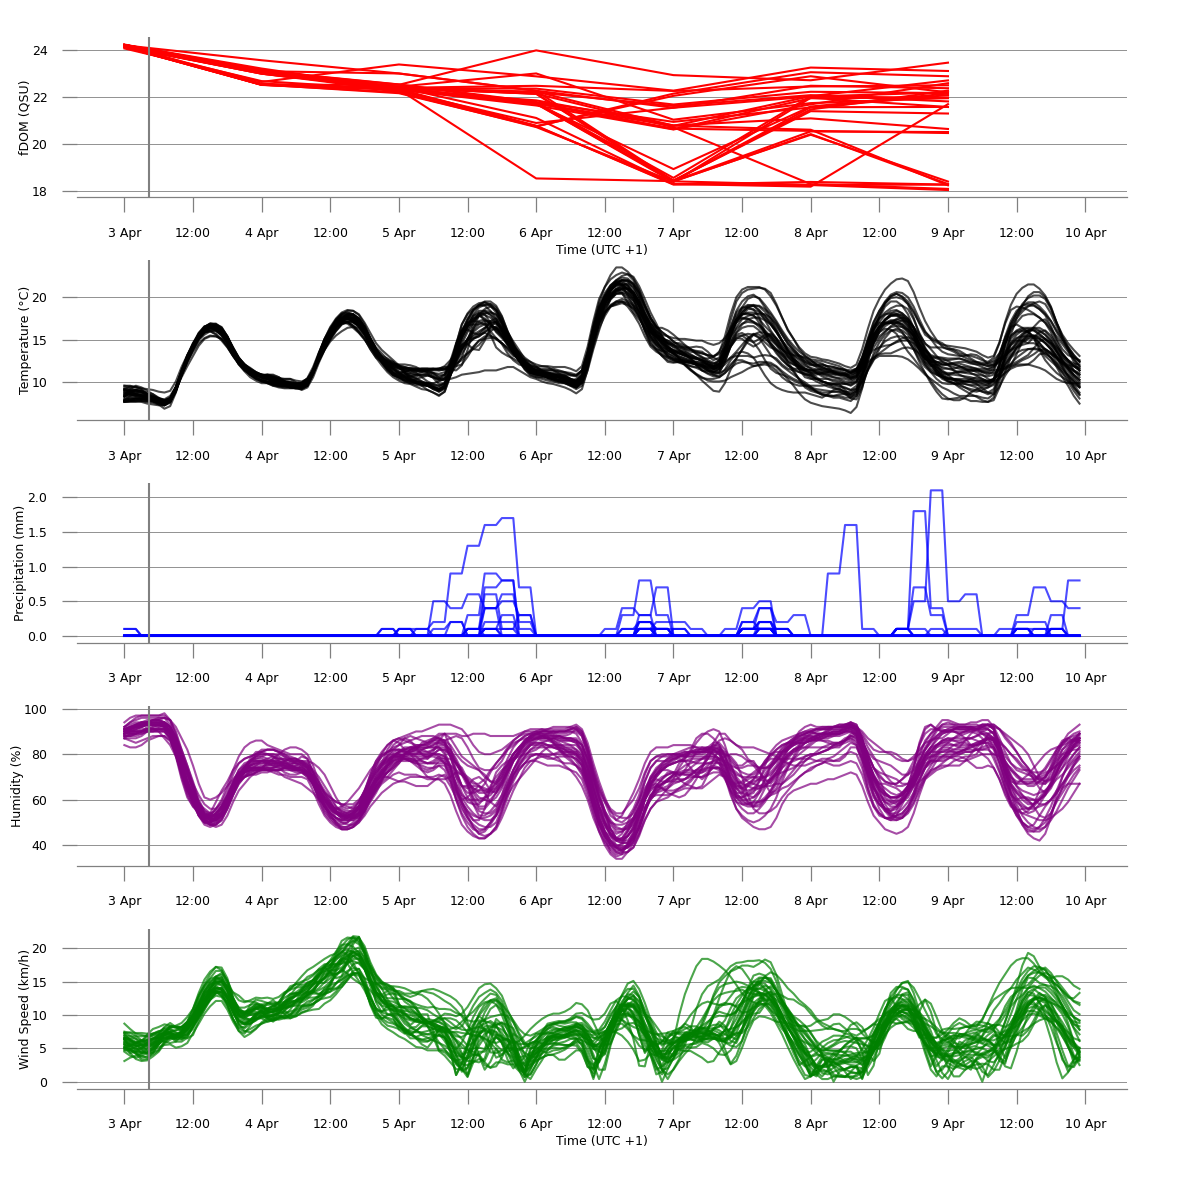 fDOM (QSU)
24
22
20
18
3 Apr 12:00 4 Apr 12:00 5 Apr 12:00 6 Apr 12:00 7 Apr 12:00 8 Apr 12:00 9 Apr 12:00 10 Apr
Time (UTC +1)
Temperature (°C)
20
15
10
3 Apr 12:00 4 Apr 12:00 5 Apr 12:00 6 Apr 12:00 7 Apr 12:00 8 Apr 12:00 9 Apr 12:00 10 Apr
Precipitation (mm)
2.0
1.5
1.0
0.5
0.0
3 Apr 12:00 4 Apr 12:00 5 Apr 12:00 6 Apr 12:00 7 Apr 12:00 8 Apr 12:00 9 Apr 12:00 10 Apr
Humidity (%)
100
80
60
40
3 Apr 12:00 4 Apr 12:00 5 Apr 12:00 6 Apr 12:00 7 Apr 12:00 8 Apr 12:00 9 Apr 12:00 10 Apr
Wind Speed (km/h)
20
15
10
5
0
3 Apr 12:00 4 Apr 12:00 5 Apr 12:00 6 Apr 12:00 7 Apr 12:00 8 Apr 12:00 9 Apr 12:00 10 Apr
Time (UTC +1)